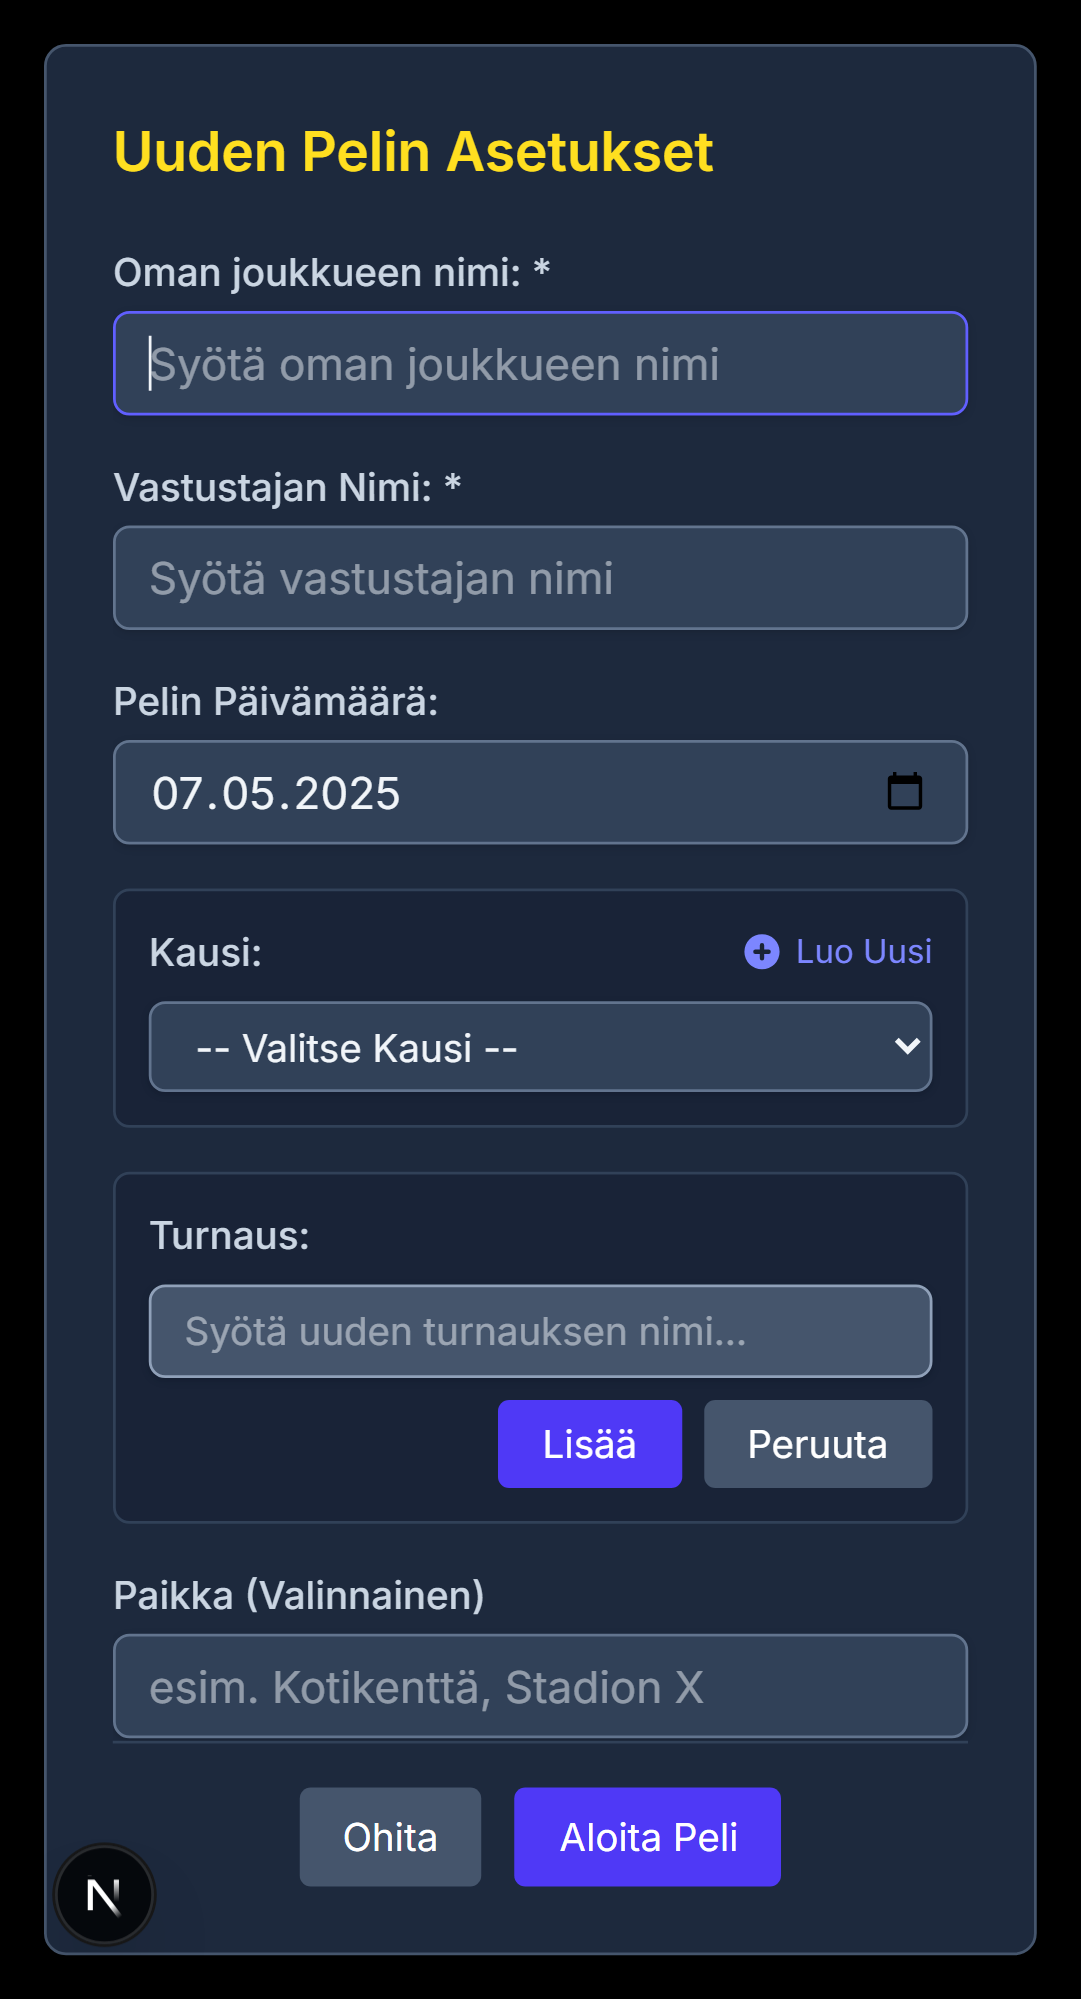 Uuden Pelin Asetukset
Oman joukkueen nimi: *
Syötä oman joukkueen nimi
Vastustajan Nimi: *
Syötä vastustajan nimi
Pelin Päivämäärä:
07.05.2025
Kausi:
Luo Uusi
-- Valitse Kausi --
Turnaus:
Syötä uuden turnauksen nimi...
Lisää
Peruuta
Paikka (Valinnainen)
esim. Kotikenttä, Stadion X
Ohita
Aloita Peli
N